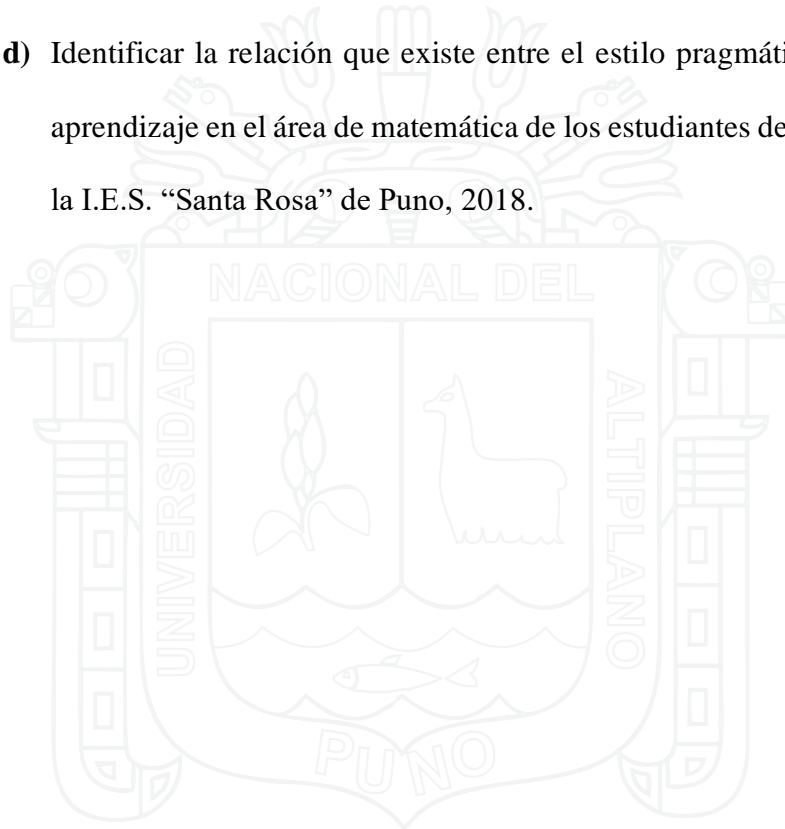 d) Identificar la relación que existe entre el estilo pragmáti
aprendizaje en el área de matemática de los estudiantes de
la I.E.S. “Santa Rosa” de Puno, 2018.
NACIONAL DEL
UNIVERSIDAD
ALTIPLANO
PUNO